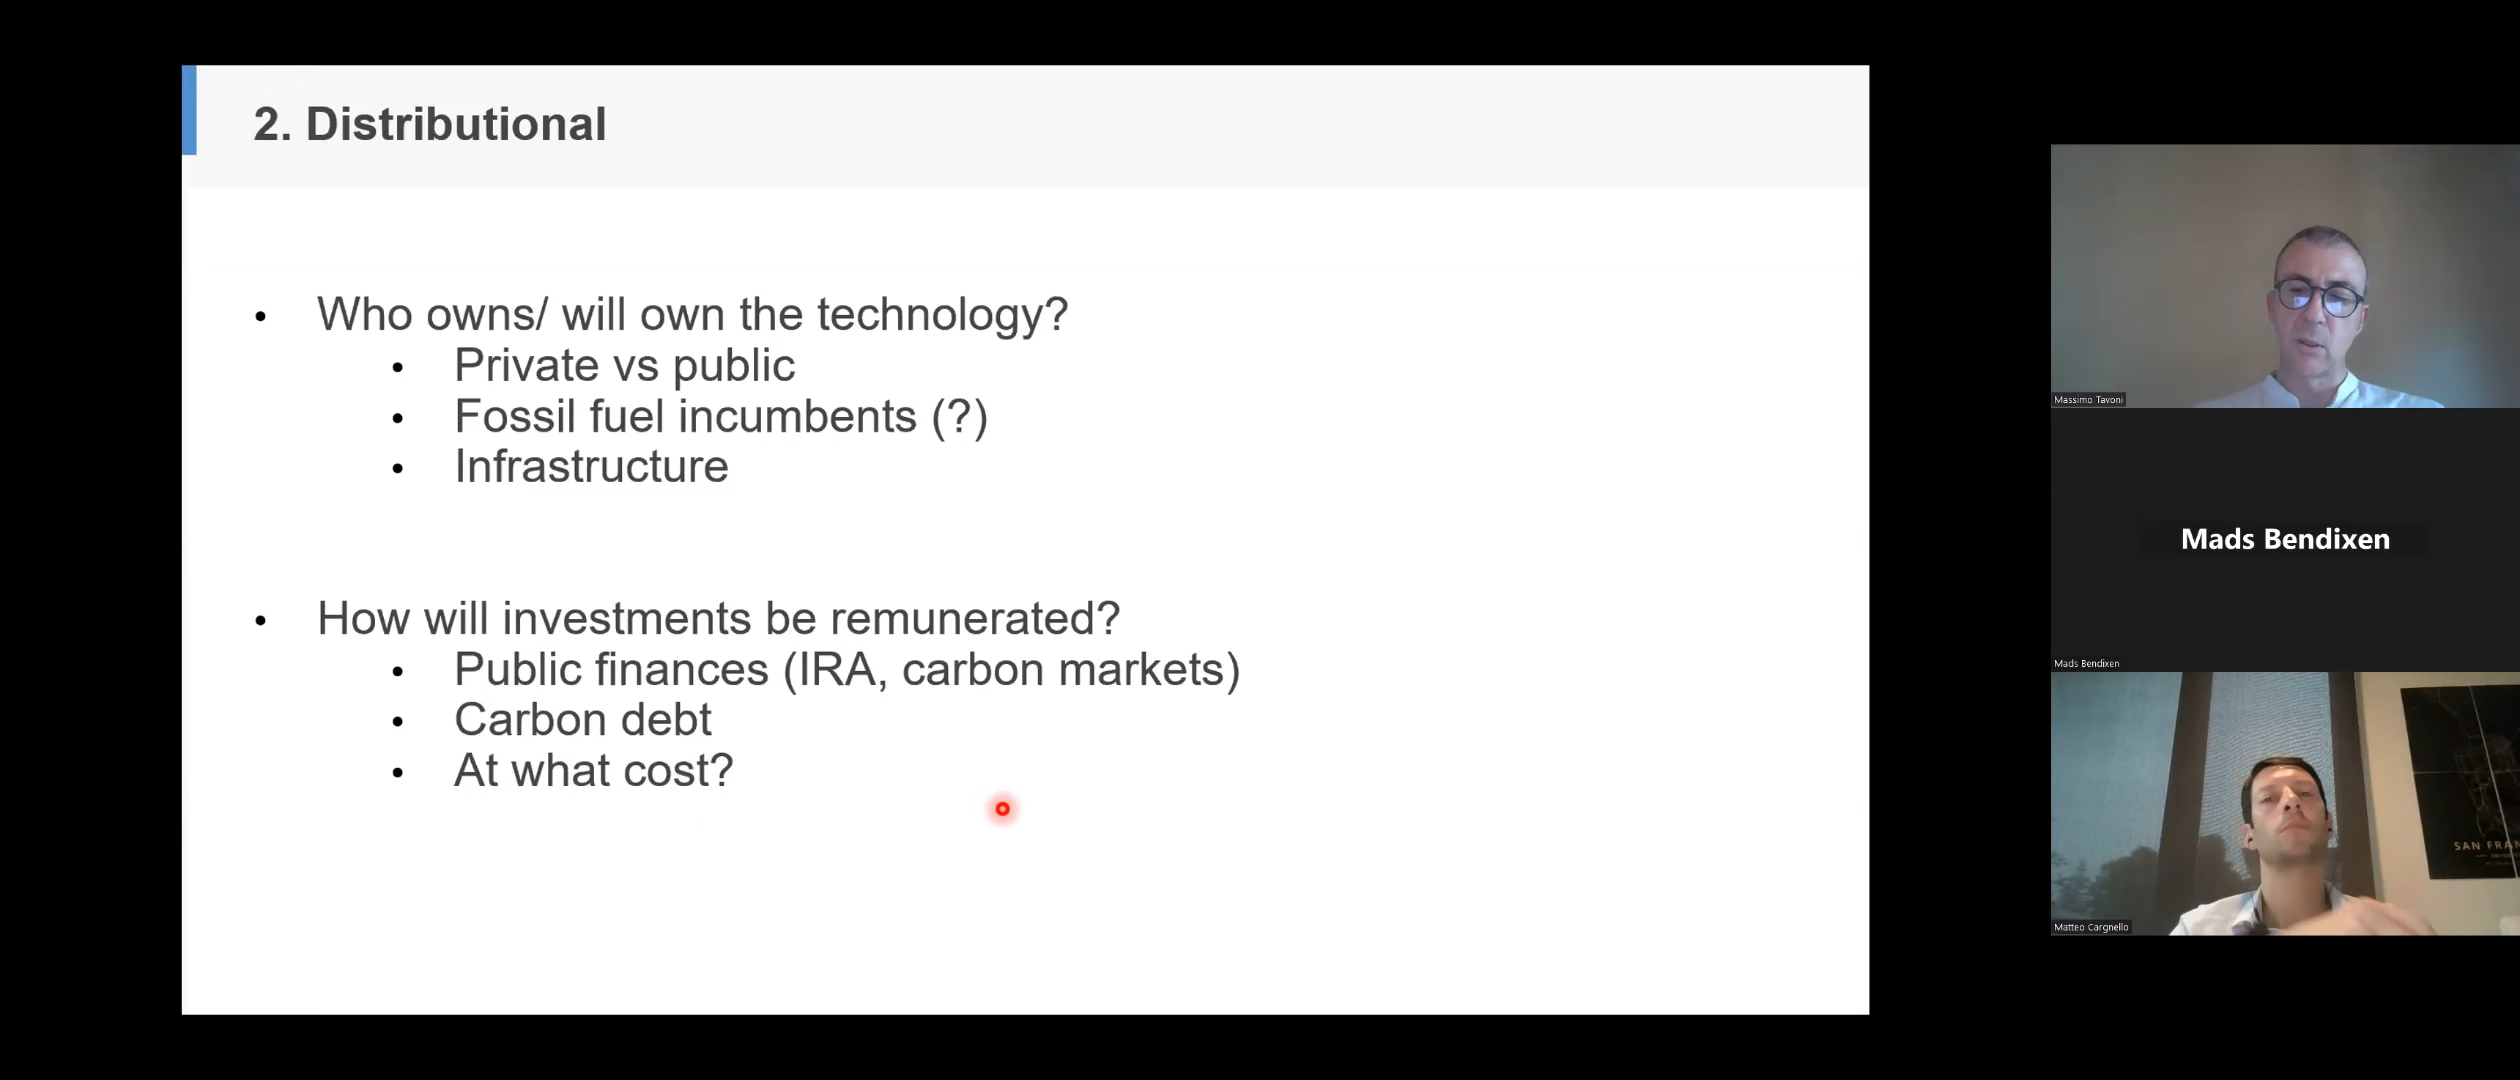 2. Distributional
Who owns/ will own the technology?
Private vs public
Fossil fuel incumbents (?)
Infrastructure
How will investments be remunerated?
Public finances (IRA, carbon markets)
Carbon debt
At what cost?
Massimo Tavoni
Mads Bendixen
Mads Bendixen
SAN FRAN
Matteo Cargnello